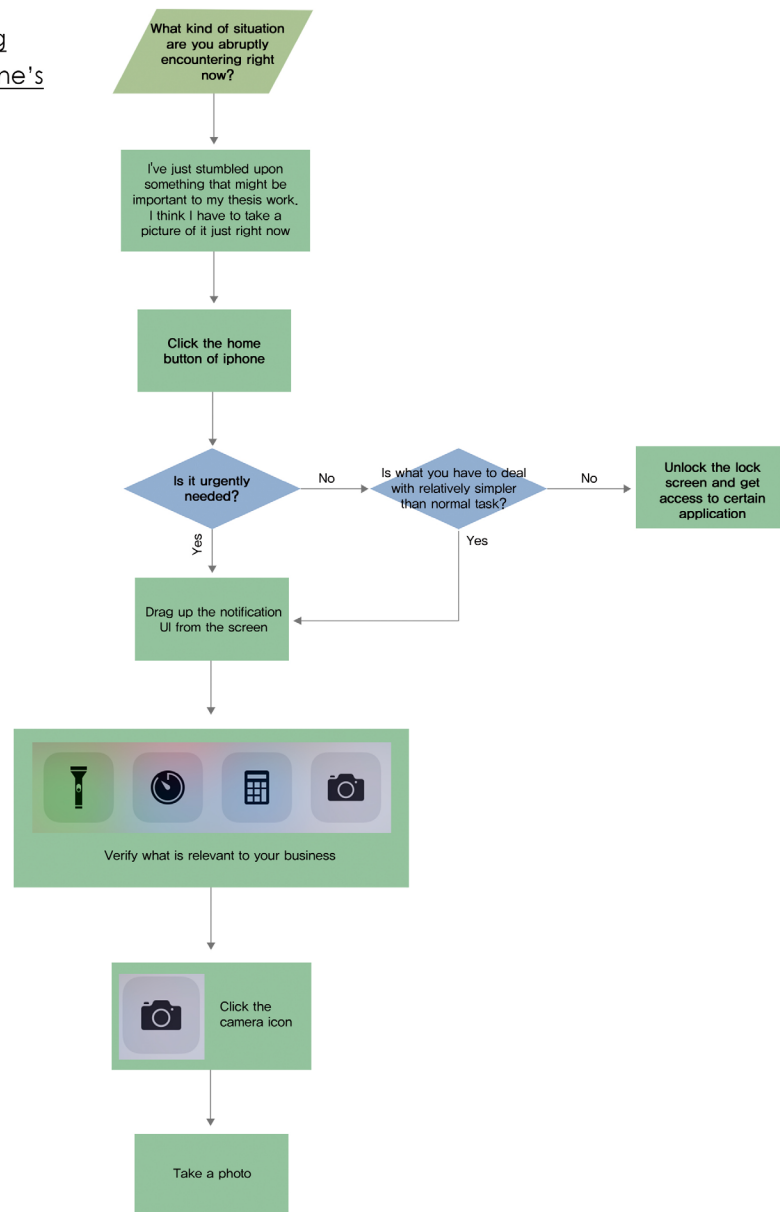 What kind of situation
are you abruptly
encountering right
now?
I've just stumbled upon
something that might be
important to my thesis work.
I think I have to take a
picture of it just right now
Click the home
button of iphone
Is it urgently
needed?
No
Is what you have to deal
with relatively simpler
than normal task?
No
Unlock the lock
screen and get
access to certain
application
Yes
Yes
Drag up the notification
UI from the screen
Verify what is relevant to your business
Click the
camera icon
Take a photo